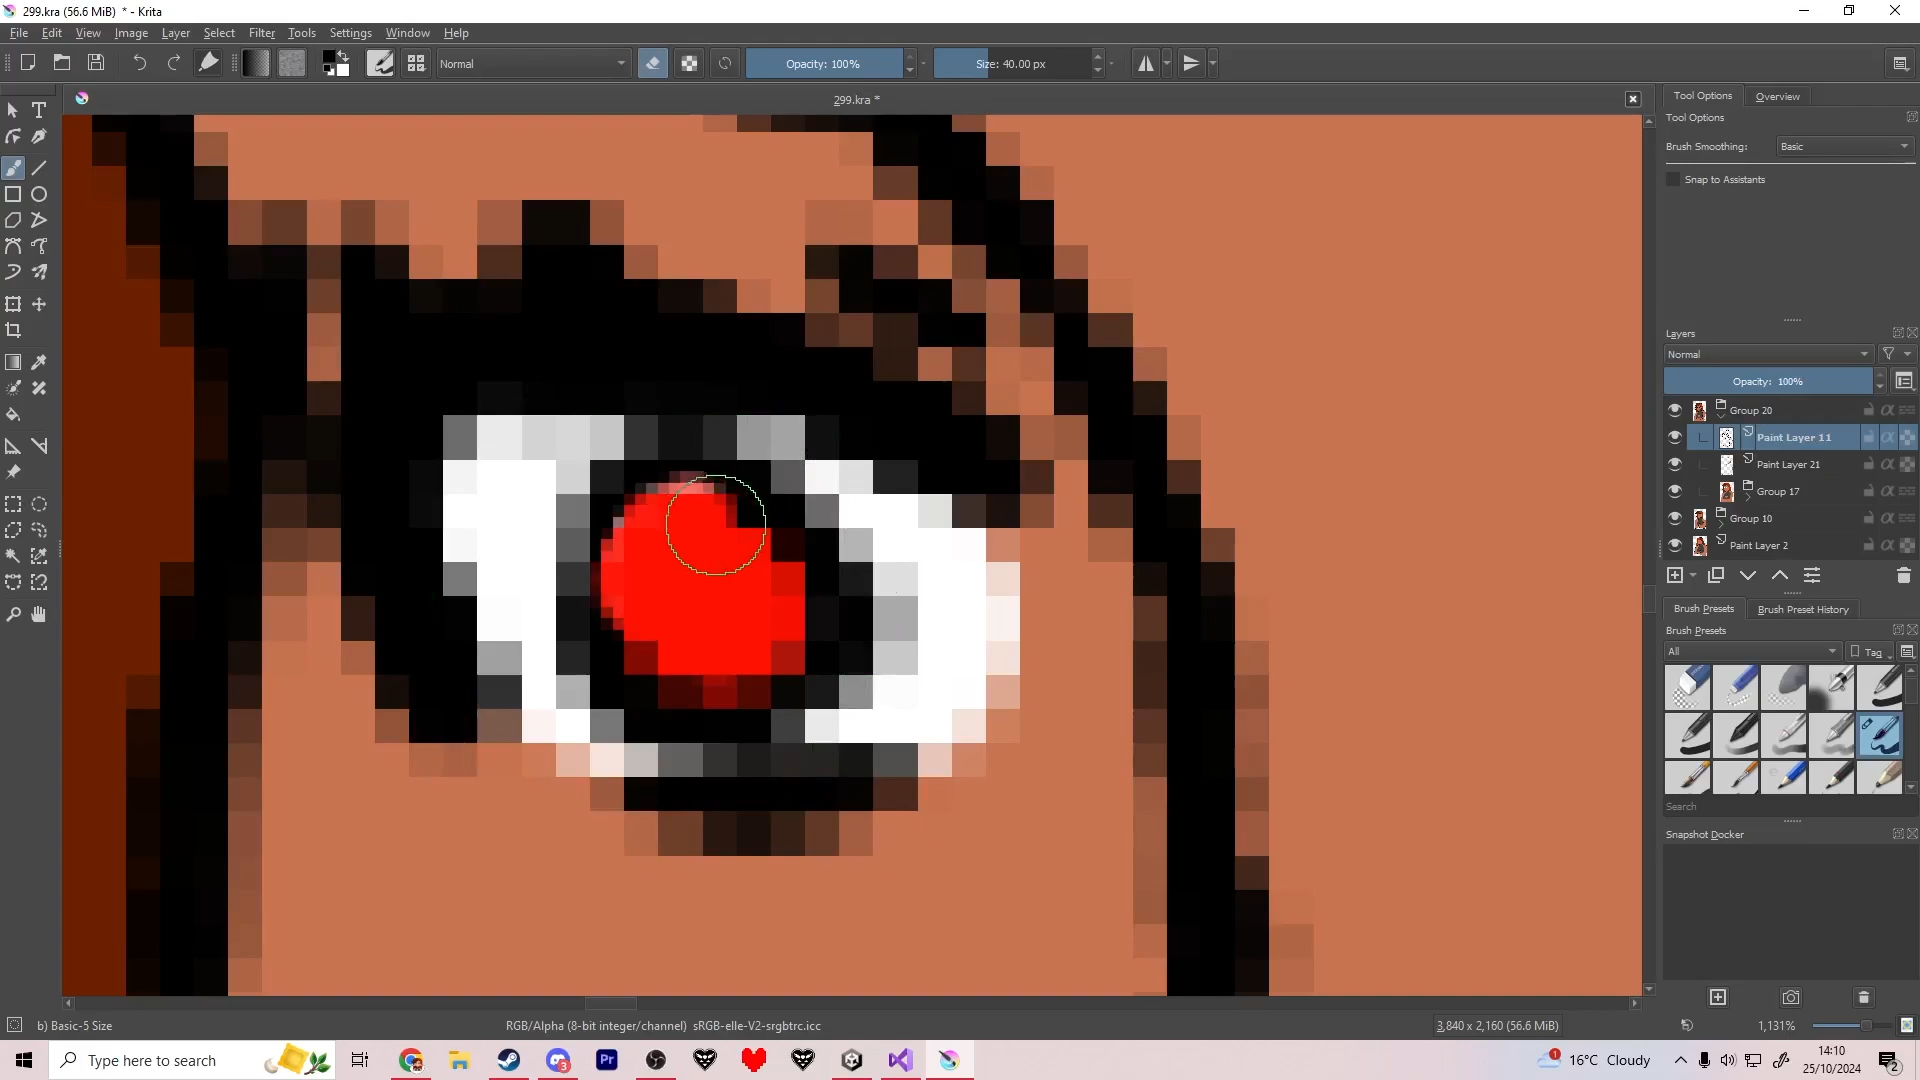 299.kra (56.6 MiB) * - Krita
File Edit View Image Layer Select Filter Tools Settings Window Help
Normal
Opacity: 100%
Size: 40.00 px
299.kra *
Tool Options Overview
Tool Options
Brush Smoothing: Basic
Snap to Assistants
Layers
Normal
Opacity: 100%
Group 20
Paint Layer 11
Paint Layer 21
Group 17
Group 10
Paint Layer 2
Brush Presets Brush Preset History
Brush Presets
All Tag
Search
Snapshot Docker
b) Basic-5 Size
RGB/Alpha (8-bit integer/channel) sRGB-elle-V2-srgbtrc.icc
3,840 x 2,160 (56.6 MiB)
1,131%
Type here to search
Pr
3
1
16°C Cloudy
14:10
25/10/2024
2